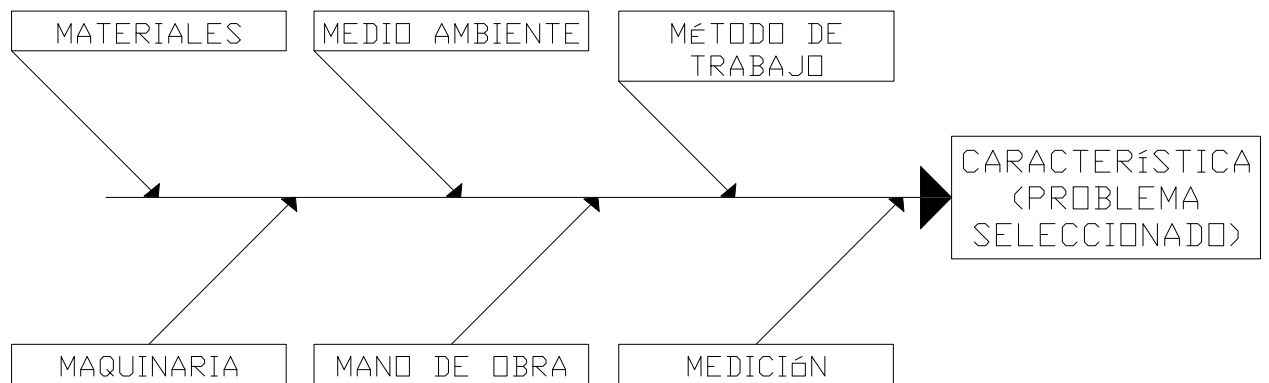 MATERIALES
MEDIO AMBIENTE
MéTODO DE
TRABAJO
CARACTERíSTICA
(PROBLEMA
SELECCIONADO)
MAQUINARIA
MANO DE OBRA
MEDICIóN